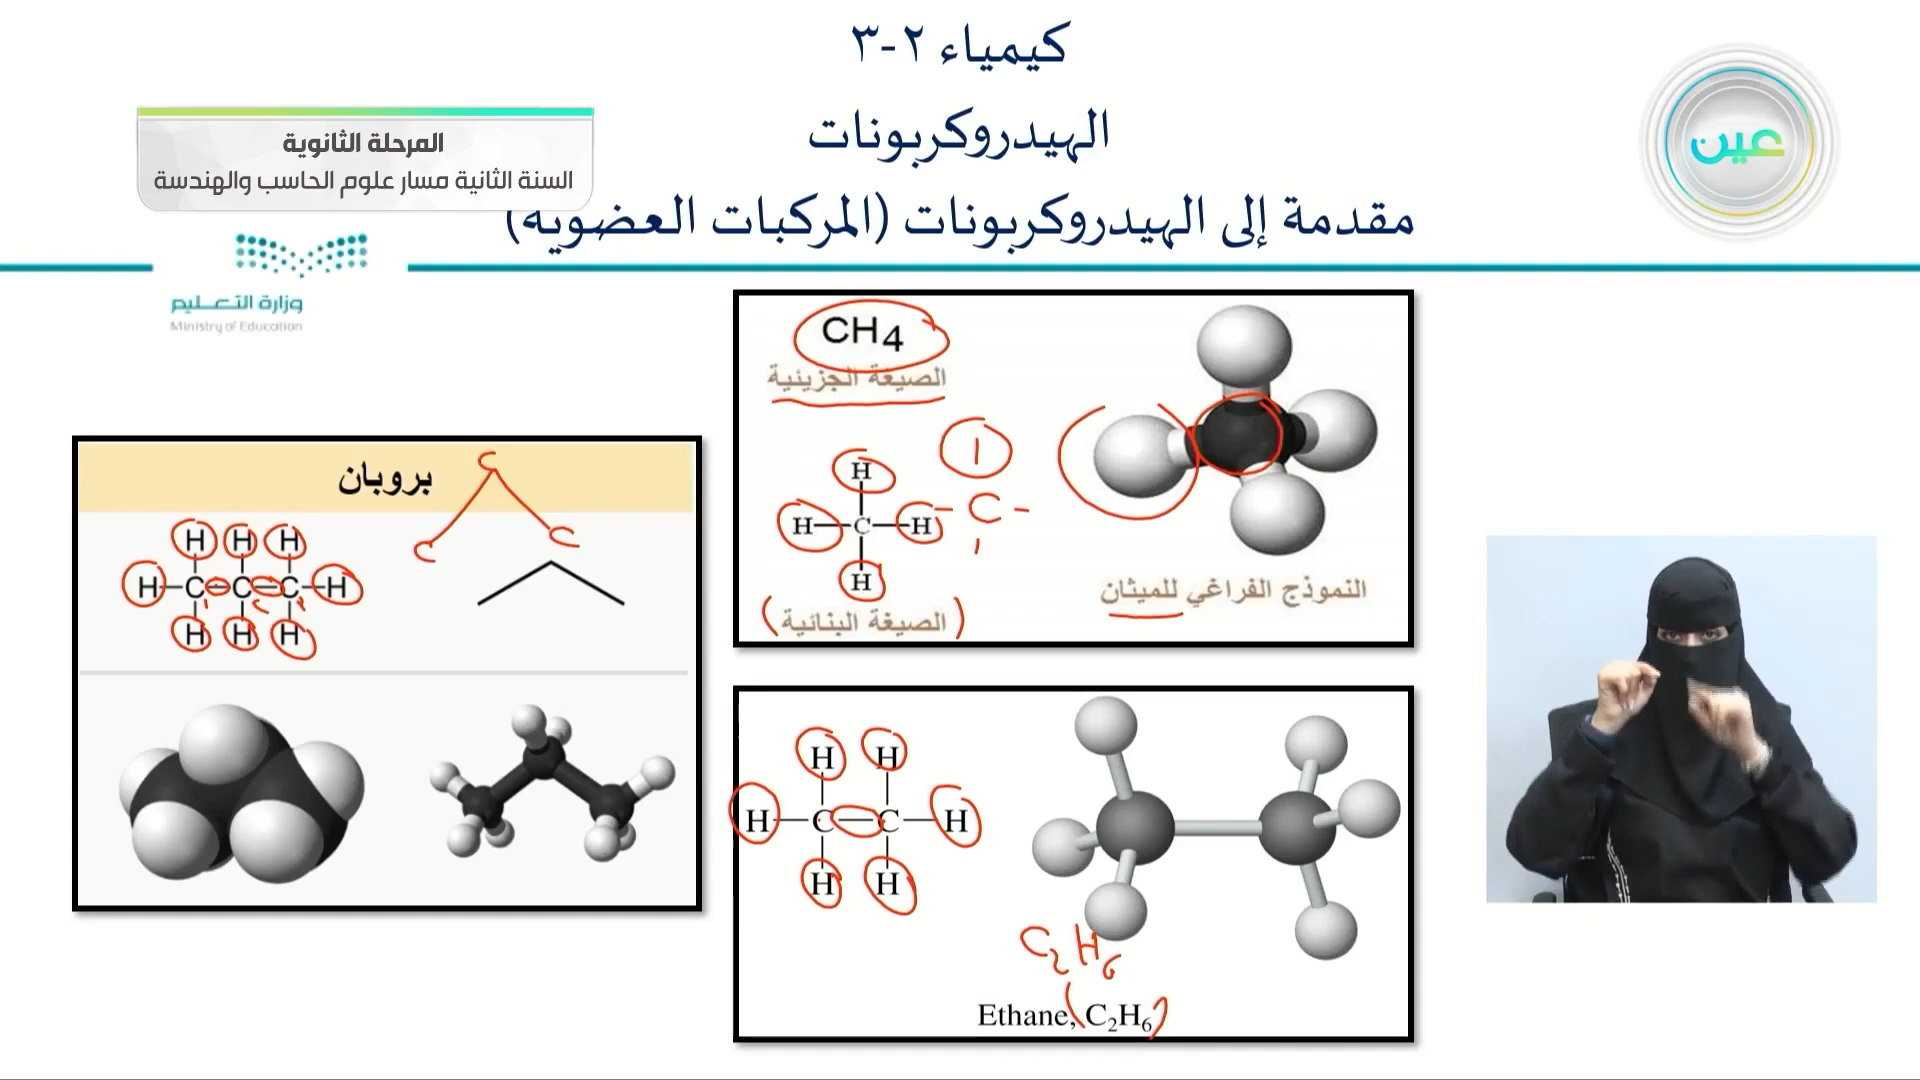 كيمياء ٢-٣
الهيدروكربونات
مقدمة إلى الهيدروكربونات (المركبات العضوية)
المرحلة الثانوية
السنة الثانية مسار علوم الحاسب والهندسة
عين
وزارة التعليم
Ministry of Education
CH4
الصيغة الجزيئية
1
H
H—C—H
H
- C -
الصيغة البنائية
النموذج الفراغي للميثان
بروبان
C
C C
H H H
H—C—C—C—H
H H H
H H
H—C—C—H
H H
C2H6
Ethane, C2H6